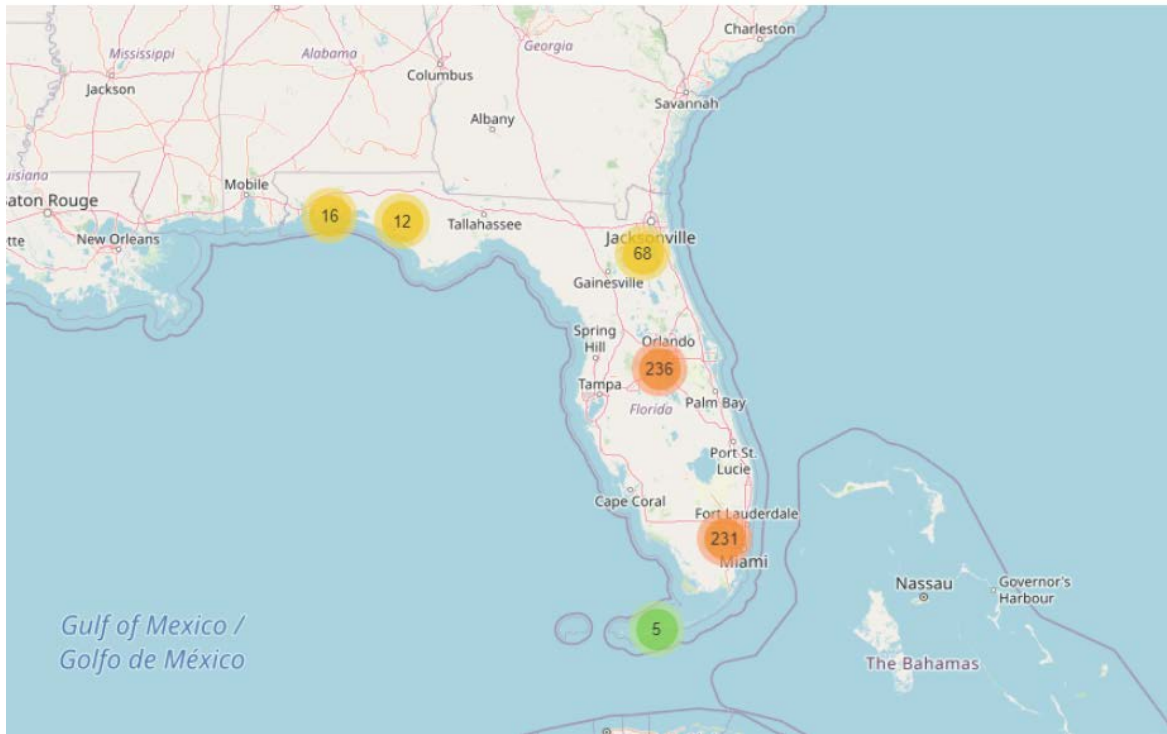 Charleston
Mississippi
Alabama
Georgia
Columbus
Jackson
Savannah
Albany
uisiana
Mobile
aton Rouge
16
12
Tallahassee
tte
New Orleans
Jacksonville
68
Gainesville
Spring
Hill
Orlando
236
Tampa
Palm Bay
Florida
Port St.
Lucie
Cape Coral
Fort Lauderdale
231
Miami
Nassau
Governor's
Harbour
Gulf of Mexico /
Golfo de México
5
The Bahamas